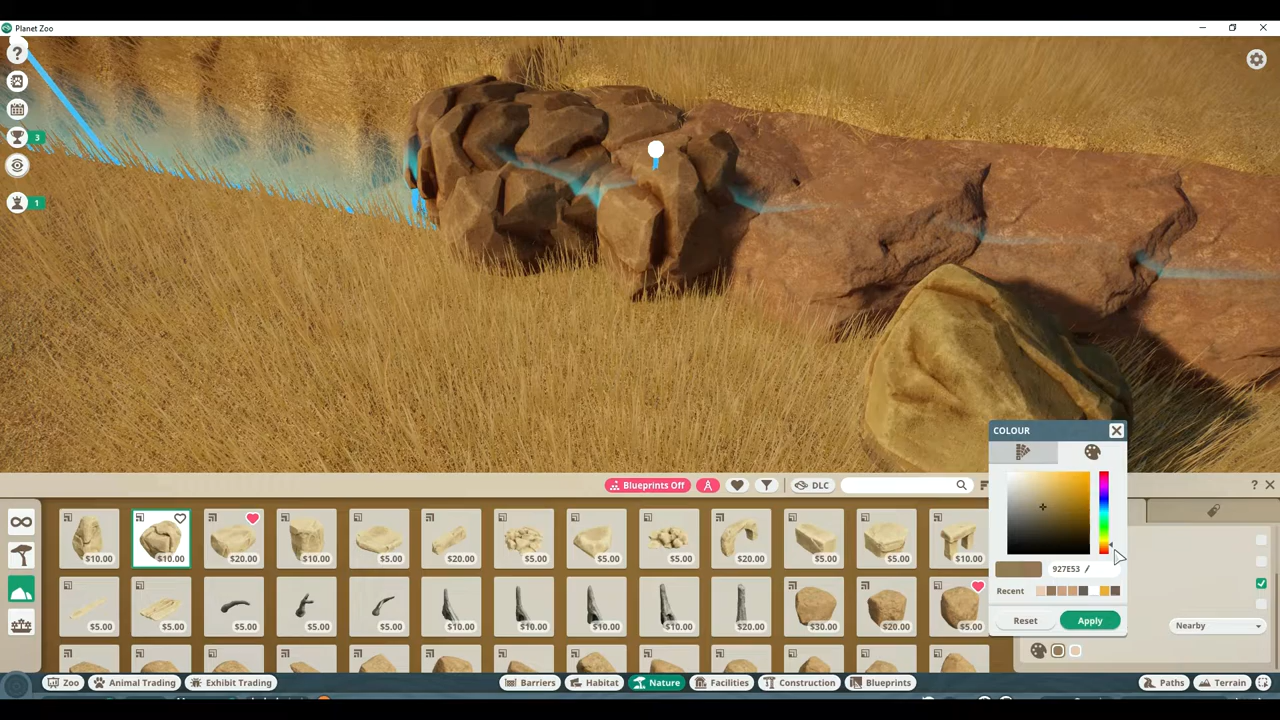 Planet Zoo
3
1
COLOUR
Blueprints Off
DLC
$10.00 $10.00 $20.00 $10.00 $5.00 $20.00 $5.00 $5.00 $5.00 $20.00 $5.00 $5.00 $10.00
927E53
Recent
$5.00 $5.00 $5.00 $5.00 $5.00 $10.00 $10.00 $10.00 $10.00 $20.00 $30.00 $20.00 $5.00
Reset Apply
Nearby
Zoo Animal Trading Exhibit Trading Barriers Habitat Nature Facilities Construction Blueprints Paths Terrain